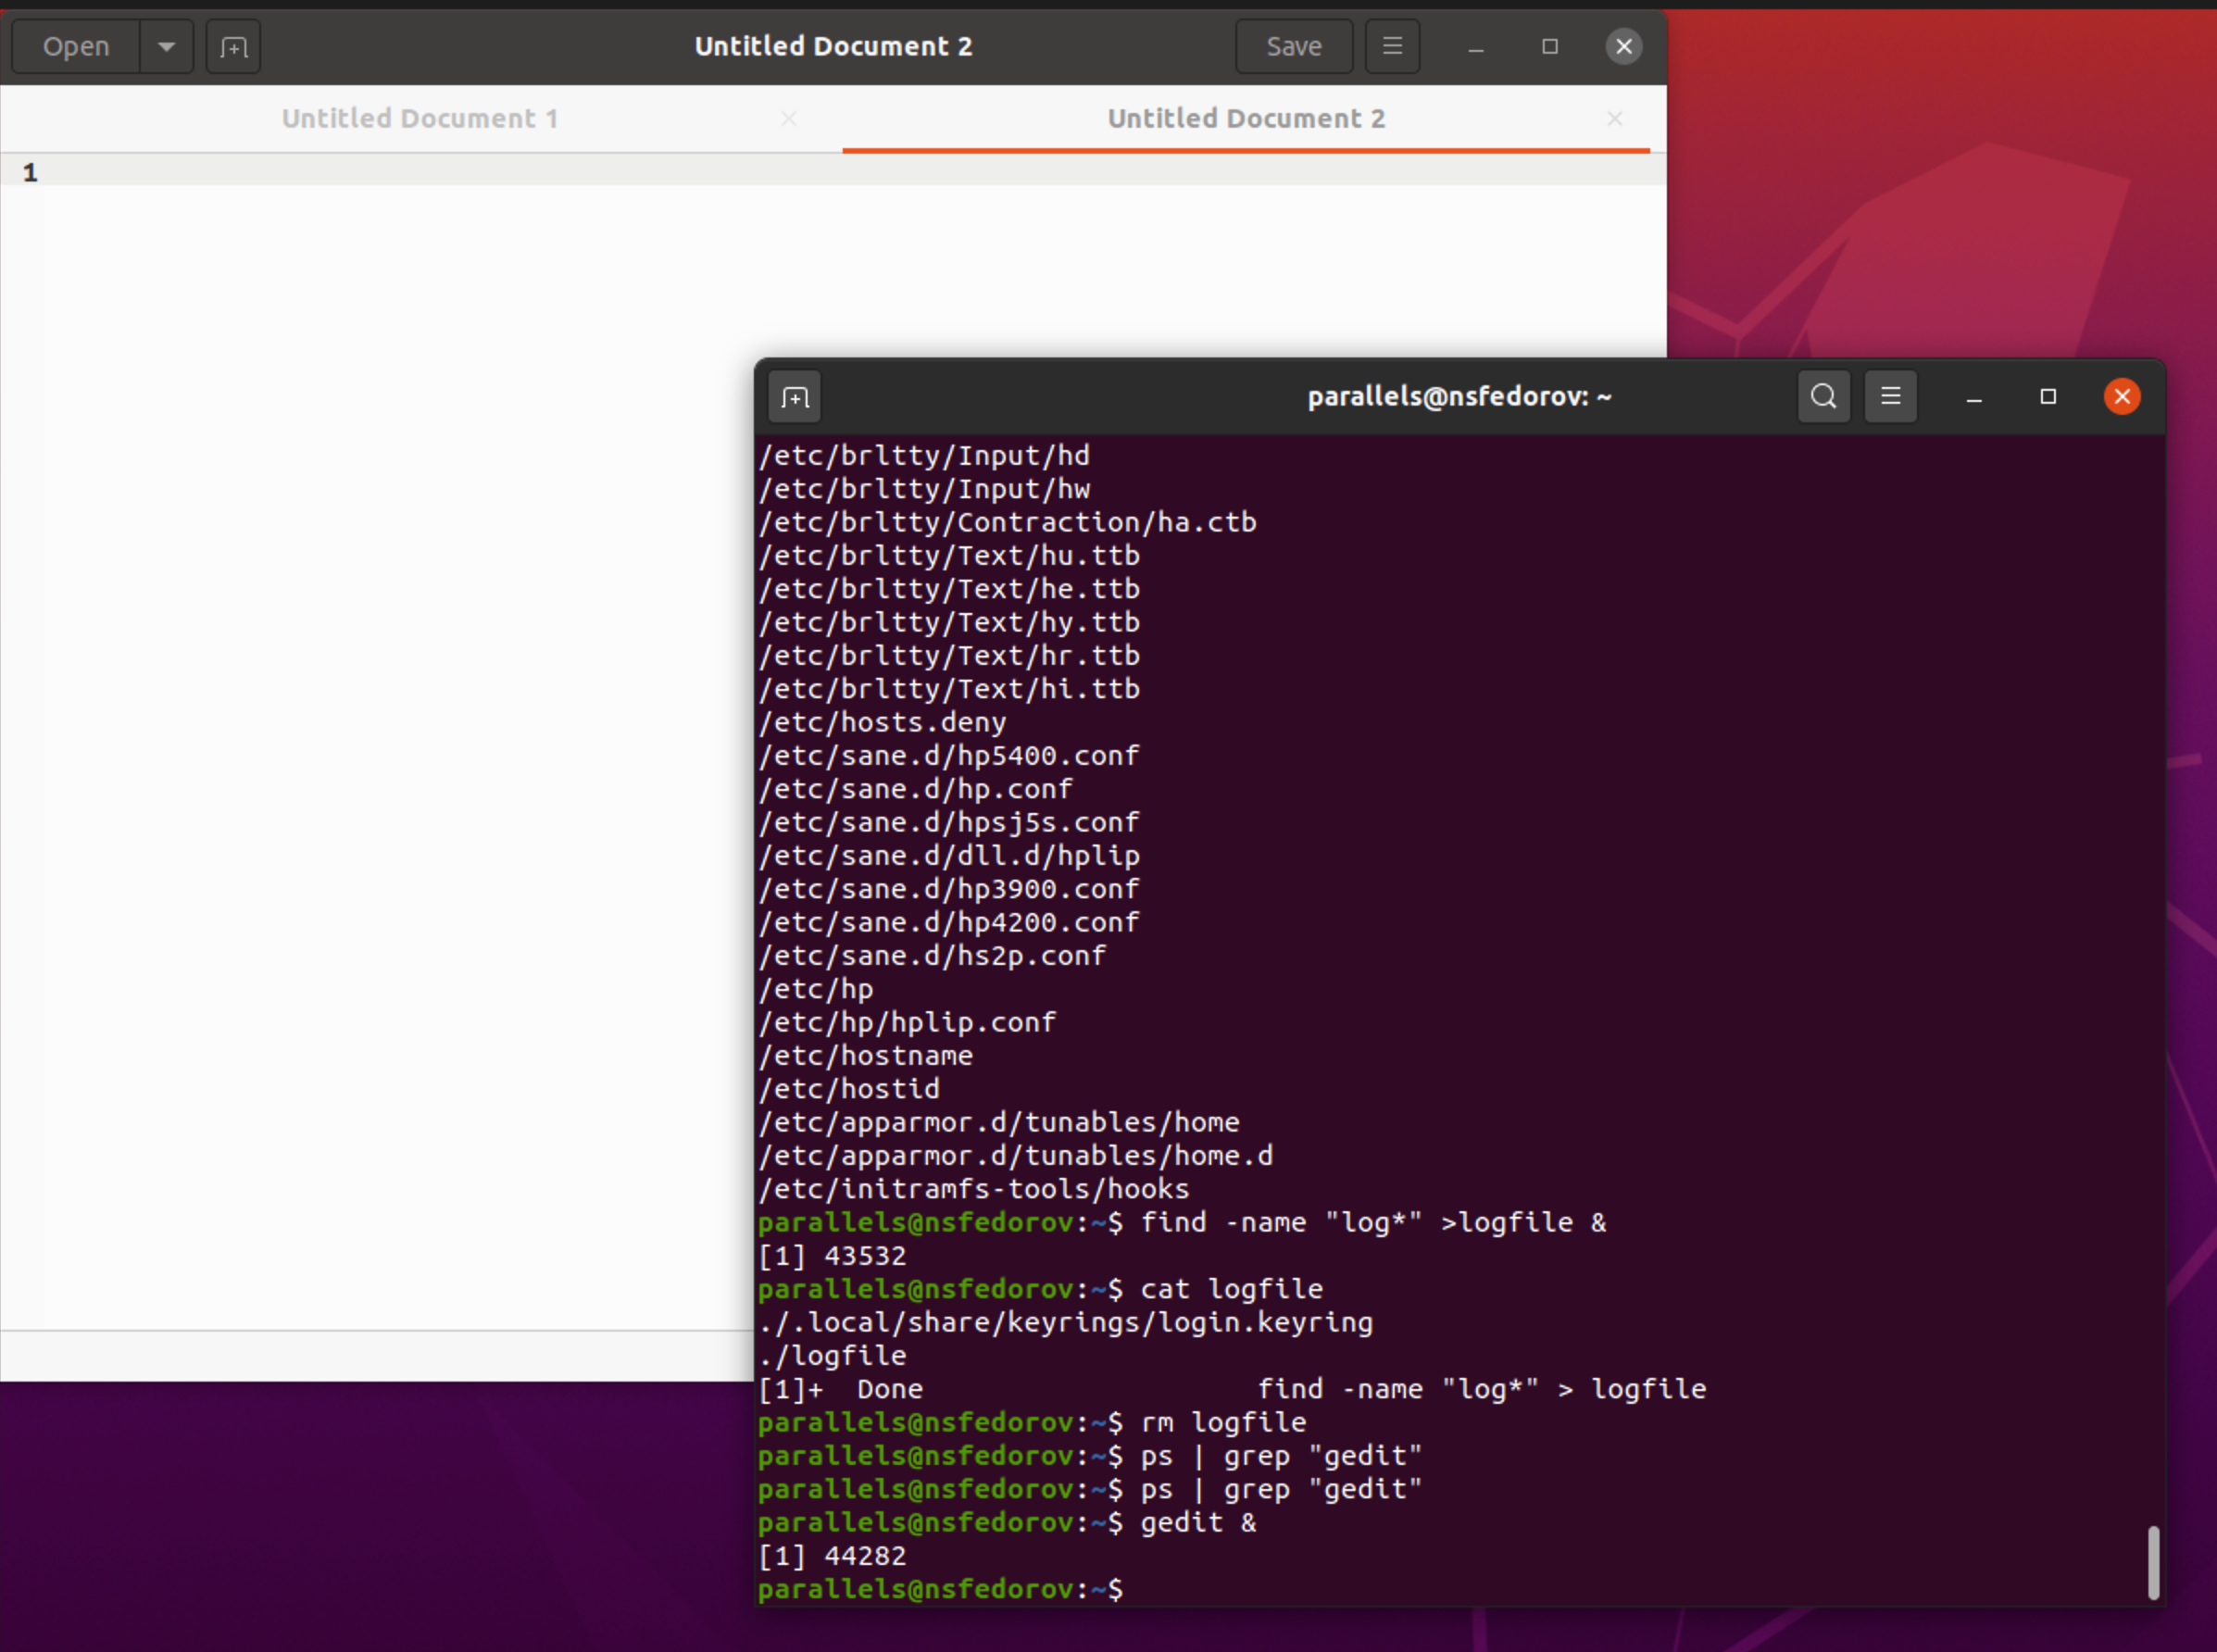 Open
Untitled Document 2
Save
Untitled Document 1
Untitled Document 2
1
parallels@nsfedorov: ~
/etc/brltty/Input/hd
/etc/brltty/Input/hw
/etc/brltty/Contraction/ha.ctb
/etc/brltty/Text/hu.ttb
/etc/brltty/Text/he.ttb
/etc/brltty/Text/hy.ttb
/etc/brltty/Text/hr.ttb
/etc/brltty/Text/hi.ttb
/etc/hosts.deny
/etc/sane.d/hp5400.conf
/etc/sane.d/hp.conf
/etc/sane.d/hpsj5s.conf
/etc/sane.d/dll.d/hplip
/etc/sane.d/hp3900.conf
/etc/sane.d/hp4200.conf
/etc/sane.d/hs2p.conf
/etc/hp
/etc/hp/hplip.conf
/etc/hostname
/etc/hostid
/etc/apparmor.d/tunables/home
/etc/apparmor.d/tunables/home.d
/etc/initramfs-tools/hooks
parallels@nsfedorov:~$ find -name "log*" >logfile &
[1] 43532
parallels@nsfedorov:~$ cat logfile
./.local/share/keyrings/login.keyring
./logfile
[1]+  Done                    find -name "log*" > logfile
parallels@nsfedorov:~$ rm logfile
parallels@nsfedorov:~$ ps | grep "gedit"
parallels@nsfedorov:~$ ps | grep "gedit"
parallels@nsfedorov:~$ gedit &
[1] 44282
parallels@nsfedorov:~$